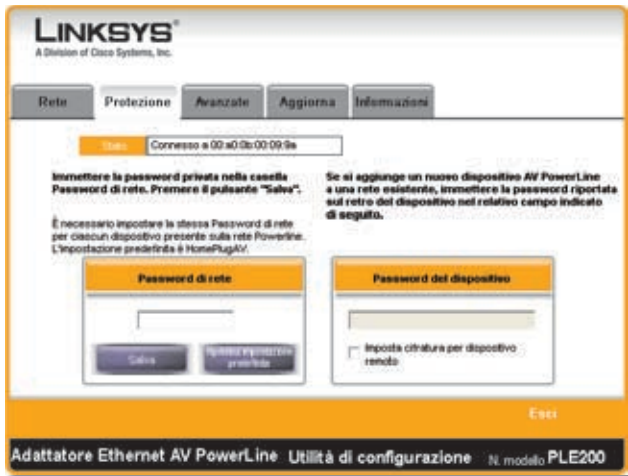 LINKSYS®
A Division of Cisco Systems, Inc.
Rete Protezione Avanzate Aggiorna Informazioni
Stato Connesso a 00:a0:0b:00:09:9a
Immettere la password privata nella casella
Password di rete. Premere il pulsante "Salva".
È necessario impostare la stessa Password di rete
per ciascun dispositivo presente sulla rete Powerline.
L'impostazione predefinita è HomePlugAV.
Password di rete
Salva
Ripristina impostazione
predefinita
Se si aggiunge un nuovo dispositivo AV PowerLine
a una rete esistente, immettere la password riportata
sul retro del dispositivo nel relativo campo indicato
di seguito.
Password del dispositivo
Imposta cifratura per dispositivo
remoto
Esci
Adattatore Ethernet AV PowerLine Utilità di configurazione N. modello PLE200